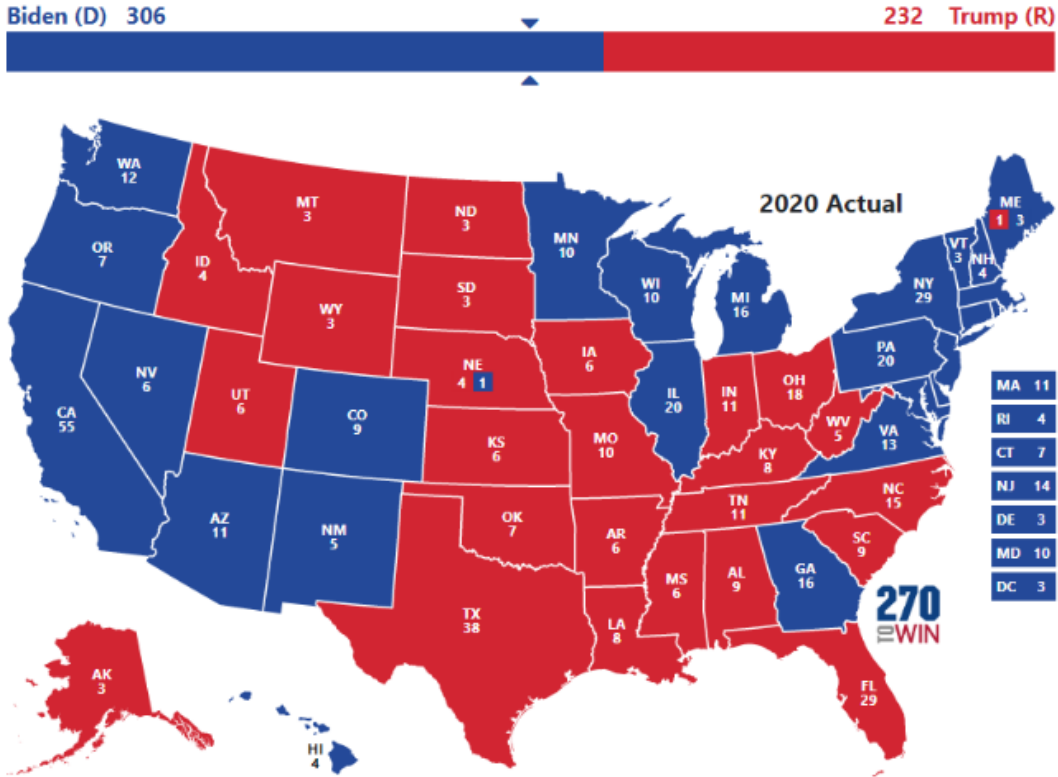 Biden (D) 306
232 Trump (R)
2020 Actual
WA
12
OR
7
CA
55
NV
6
ID
4
MT
3
WY
3
UT
6
AZ
11
CO
9
NM
5
ND
3
SD
3
NE
4 1
KS
6
OK
7
TX
38
MN
10
IA
6
MO
10
AR
6
LA
8
WI
10
IL
20
MI
16
IN
11
OH
18
KY
8
TN
11
MS
6
AL
9
GA
16
FL
29
SC
9
NC
15
VA
13
WV
5
PA
20
NY
29
VT
3
NH
4
ME
1 3
MA 11
RI 4
CT 7
NJ 14
DE 3
MD 10
DC 3
AK
3
HI
4
270
TO WIN